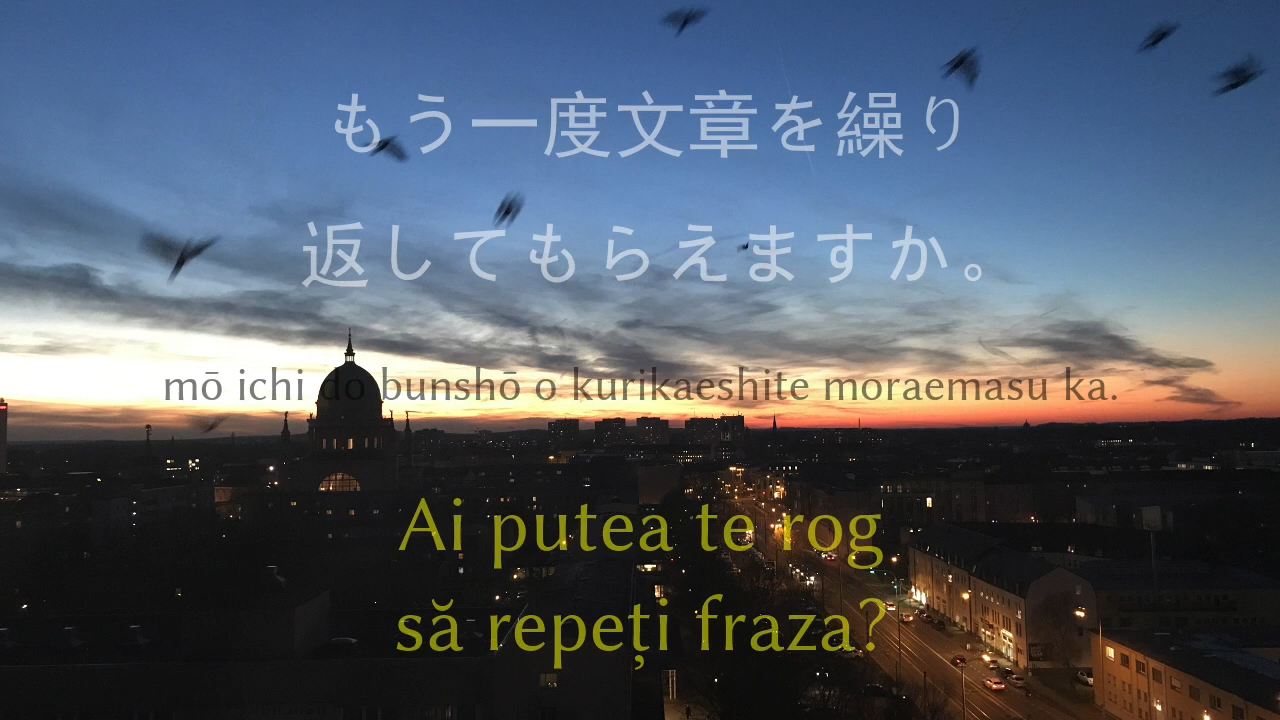 もう一度文章を繰り
返してもらえますか。
mō ichi do bunshō o kurikaeshite moraemasu ka.
Ai putea te rog
să repeți fraza?